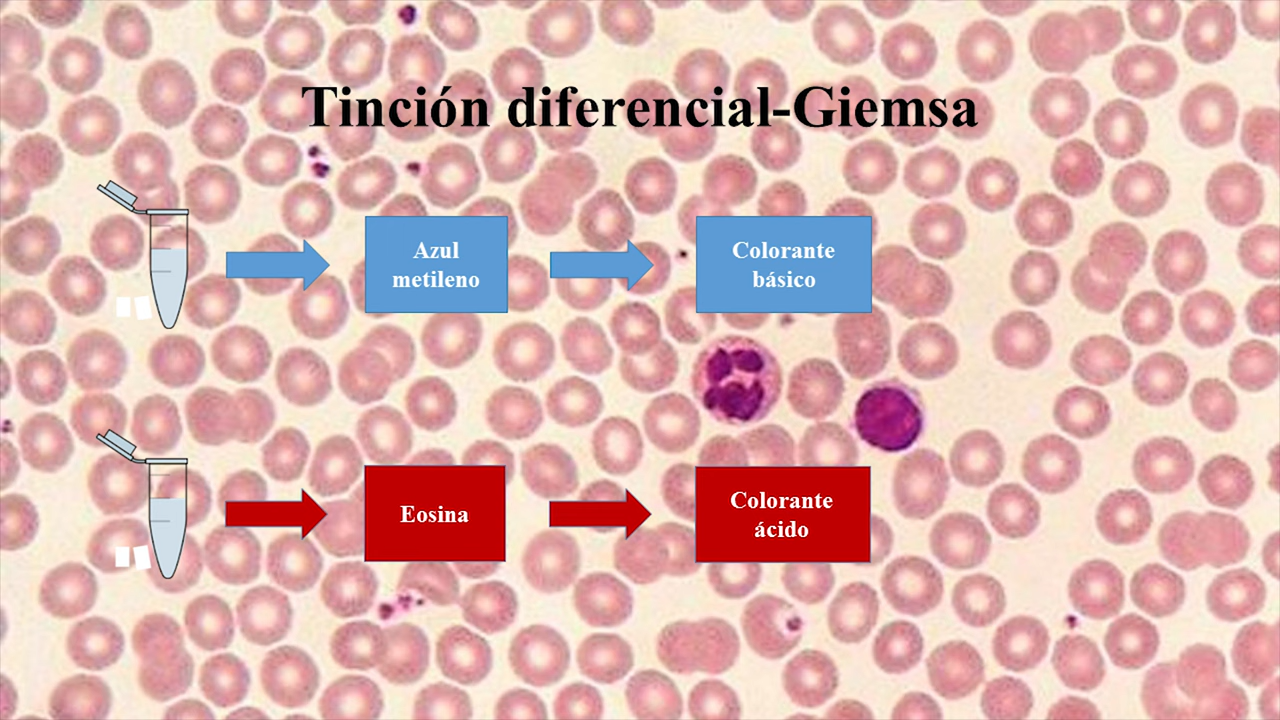 Tinción diferencial-Giemsa
Azul
metileno
Colorante
básico
Eosina
Colorante
ácido